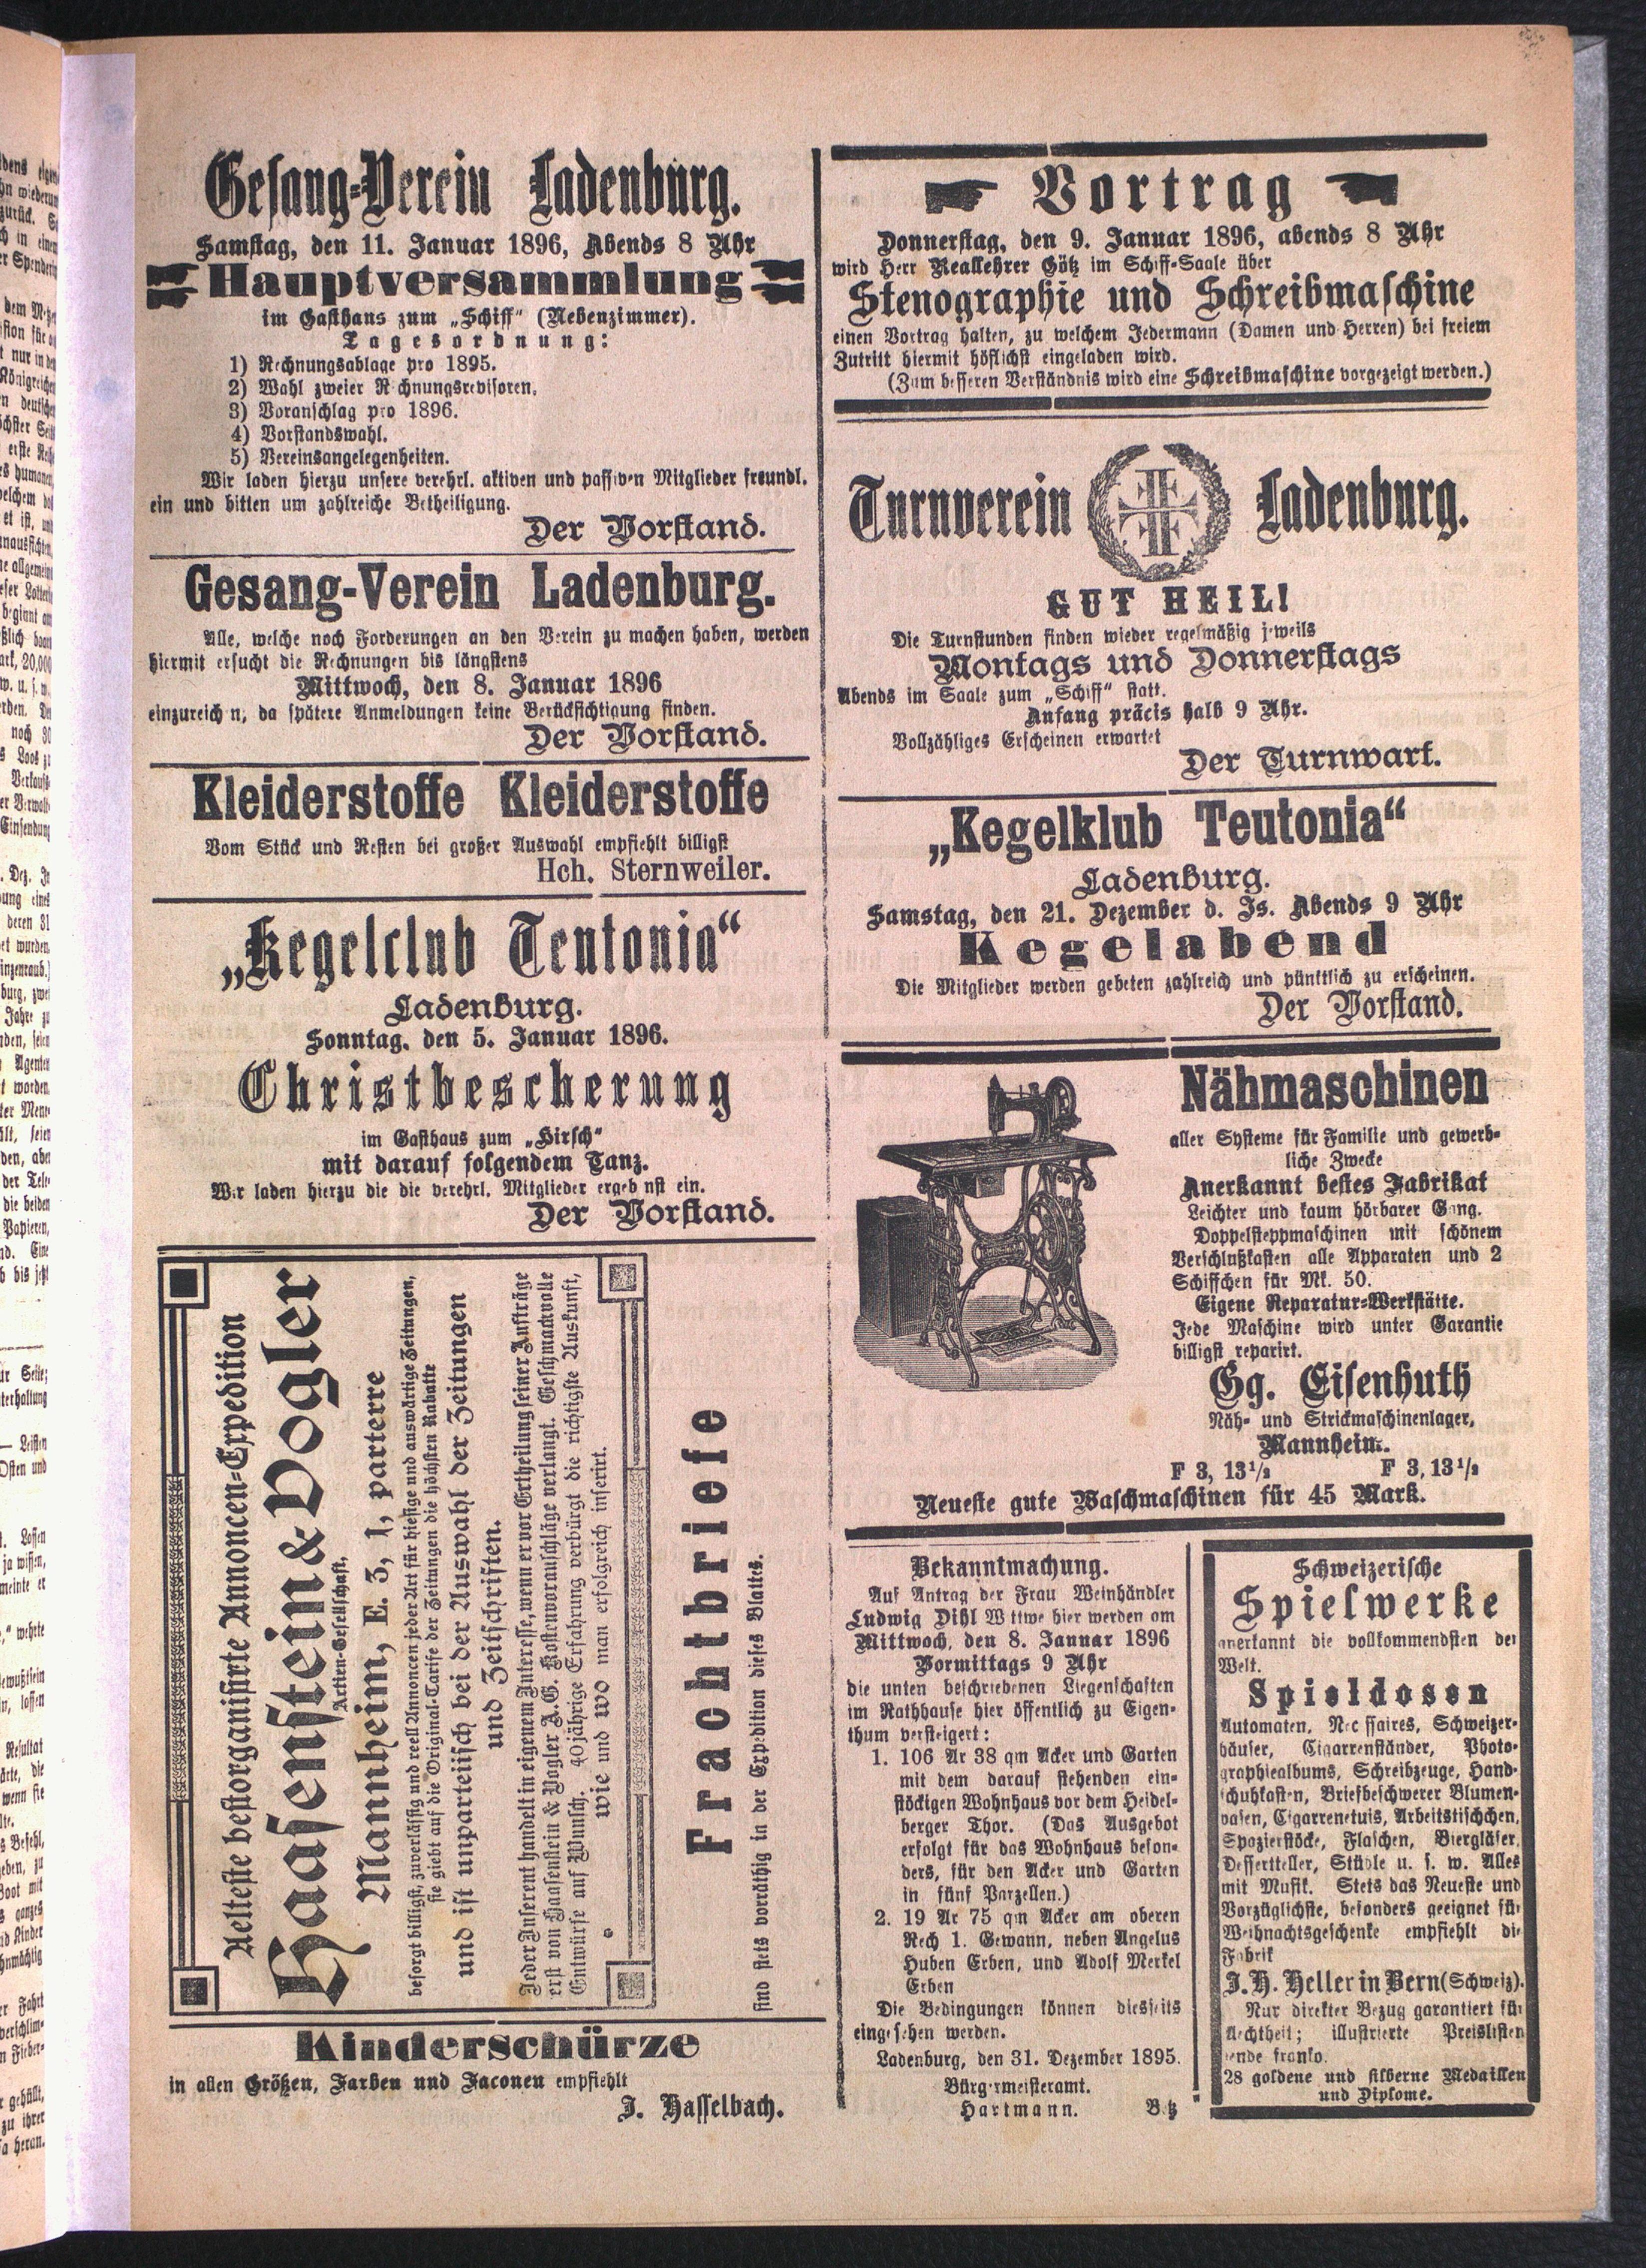 Gesang-Verein Ladenburg.
Samstag, den 11. Januar 1896, Abends 8 Uhr
Hauptversammlung
im Gasthaus zum „Schiff“ (Nebenzimmer).
Tagesordnung:
1) Rechnungsablage pro 1895.
2) Wahl zweier R chnungsrevisoren.
3) Voranschlag pro 1896.
4) Vorstandswahl.
5) Vereinsangelegenheiten.
Wir laden hierzu unsere verehrl. aktiven und passiven Mitglieder freundl.
ein und bitten um zahlreiche Betheiligung.
Der Vorstand.
Gesang-Verein Ladenburg.
Alle, welche noch Forderungen an den Verein zu machen haben, werden
hiermit ersucht die Rechnungen bis längstens
Mittwoch, den 8. Januar 1896
einzureich n, da spätere Anmeldungen keine Berücksichtigung finden.
Der Vorstand.
Kleiderstoffe Kleiderstoffe
Vom Stück und Resten bei großer Auswahl empfiehlt billigst
Hch. Sternweiler.
„Kegelclub Teutonia“
Ladenburg.
Sonntag, den 5. Januar 1896.
Christbescherung
im Gasthaus zum „Hirsch“
mit darauf folgendem Tanz.
Wir laden hierzu die die verehrl. Mitglieder ergeb nst ein.
Der Vorstand.
Aelteste bestorganisirte Annoncen-Expedition
Haasenstein & Vogler
Actien-Gesellschaft,
Mannheim, E. 3, 1, parterre
besorgt billigst, zuverlässig und reell Annoncen jeder Art für hiesige und auswärtige Zeitungen,
sie giebt auf die Original-Tarife der Zeitungen die höchsten Rabatte
und ist unparteiisch bei der Auswahl der Zeitungen
und Zeitschriften.
Jeder Inserent handelt in eigenem Interesse, wenn er vor Ertheilung seiner Aufträge
erst von Haasenstein & Vogler A.G. Kostenvoranschläge verlangt. Geschmackvolle
Entwürfe auf Wunsch. 40jährige Erfahrung verbürgt die richtigste Auskunft,
wie und wo man erfolgreich inserirt.
Frachtbriefe
sind stets vorräthig in der Expedition dieses Blattes.
Kinderschürze
in allen Größen, Farben und Faconen empfiehlt
J. Hasselbach.
Vortrag
Donnerstag, den 9. Januar 1896, abends 8 Uhr
wird Herr Reallehrer Götz im Schiff-Saale über
Stenographie und Schreibmaschine
einen Vortrag halten, zu welchem Jedermann (Damen und Herren) bei freiem
Zutritt hiermit höflichst eingeladen wird.
(Zum besseren Verständnis wird eine Schreibmaschine vorgezeigt werden.)
Turnverein Ladenburg.
GUT HEIL!
Die Turnstunden finden wieder regelmäßig jeweils
Montags und Donnerstags
Abends im Saale zum „Schiff“ statt.
Anfang präcis halb 9 Uhr.
Vollzähliges Erscheinen erwartet
Der Turnwart.
„Kegelklub Teutonia“
Ladenburg.
Samstag, den 21. Dezember d. Js. Abends 9 Uhr
Kegelabend
Die Mitglieder werden gebeten zahlreich und pünktlich zu erscheinen.
Der Vorstand.
Nähmaschinen
aller Systeme für Familie und gewerb-
liche Zwecke
Anerkannt bestes Fabrikat
Leichter und kaum hörbarer Gang.
Doppelsteppmaschinen mit schönem
Verschlußkasten alle Apparaten und 2
Schiffchen für Mk. 50.
Eigene Reparatur-Werkstätte.
Jede Maschine wird unter Garantie
billigst reparirt.
Gg. Eisenhuth
Näh- und Strickmaschinenlager,
Mannheim.
F 3, 13½ F 3, 13½
Neueste gute Waschmaschinen für 45 Mark.
Bekanntmachung.
Auf Antrag der Frau Weinhändler
Ludwig Dihl Wittwe hier werden am
Mittwoch, den 8. Januar 1896
Vormittags 9 Uhr
die unten beschriebenen Liegenschaften
im Rathhause hier öffentlich zu Eigen-
thum versteigert:
1. 106 Ar 38 qm Acker und Garten
mit dem darauf stehenden ein-
stöckigen Wohnhaus vor dem Heidel-
berger Thor. (Das Ausgebot
erfolgt für das Wohnhaus beson-
ders, für den Acker und Garten
in fünf Parzellen.)
2. 19 Ar 75 qm Acker am oberen
Rech 1. Gewann, neben Angelus
Huben Erben, und Adolf Merkel
Erben
Die Bedingungen können diesseits
eingesehen werden.
Ladenburg, den 31. Dezember 1895.
Bürgermeisteramt.
Hartmann.
Schweizerische
Spielwerke
anerkannt die vollkommendsten der
Welt.
Spieldosen
Automaten, Nec ssaires, Schweizer-
häuser, Cigarrenständer, Photo-
graphiealbums, Schreibzeuge, Hand-
schuhkasten, Briefbeschwerer Blumen-
vasen, Cigarrenetuis, Arbeitstischchen,
Spazierstöcke, Flaschen, Biergläser,
Dessertteller, Stühle u. s. w. Alles
mit Musik. Stets das Neueste und
Vorzüglichste, besonders geeignet für
Weihnachtsgeschenke empfiehlt die
Fabrik
J. H. Heller in Bern (Schweiz).
Nur direkter Bezug garantiert für
Aechtheit; illustrierte Preislisten
sende franko.
28 goldene und silberne Medaillen
und Diplome.